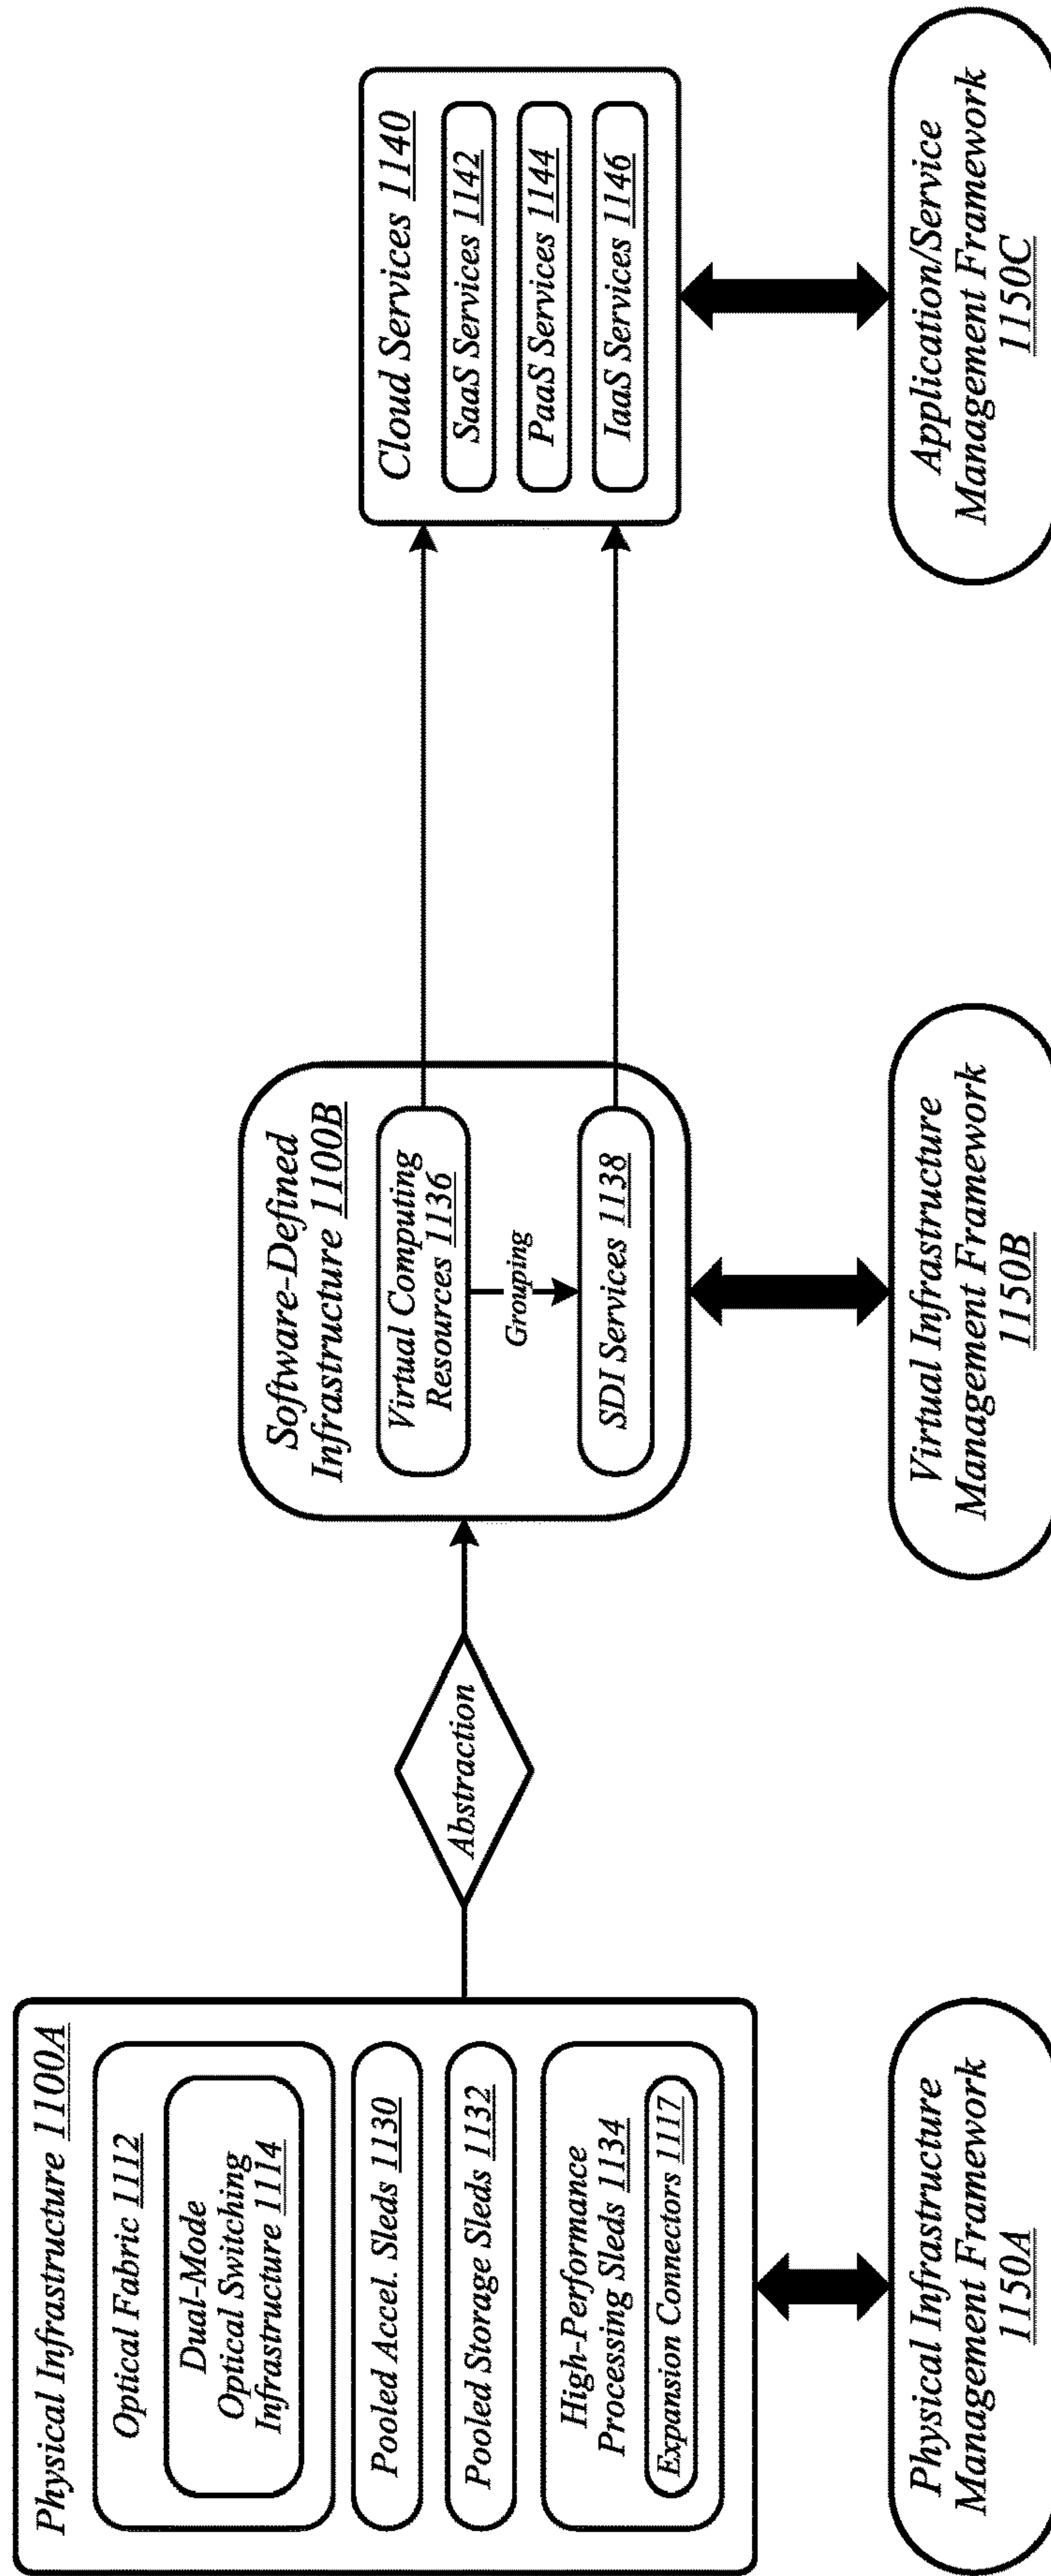 Physical Infrastructure 1100A
Optical Fabric 1112
Dual-Mode
Optical Switching
Infrastructure 1114
Pooled Accel. Sleds 1130
Pooled Storage Sleds 1132
High-Performance
Processing Sleds 1134
Expansion Connectors 1117
Physical Infrastructure
Management Framework
1150A
Abstraction
Software-Defined
Infrastructure 1100B
Virtual Computing
Resources 1136
Grouping
SDI Services 1138
Virtual Infrastructure
Management Framework
1150B
Cloud Services 1140
SaaS Services 1142
PaaS Services 1144
IaaS Services 1146
Application/Service
Management Framework
1150C